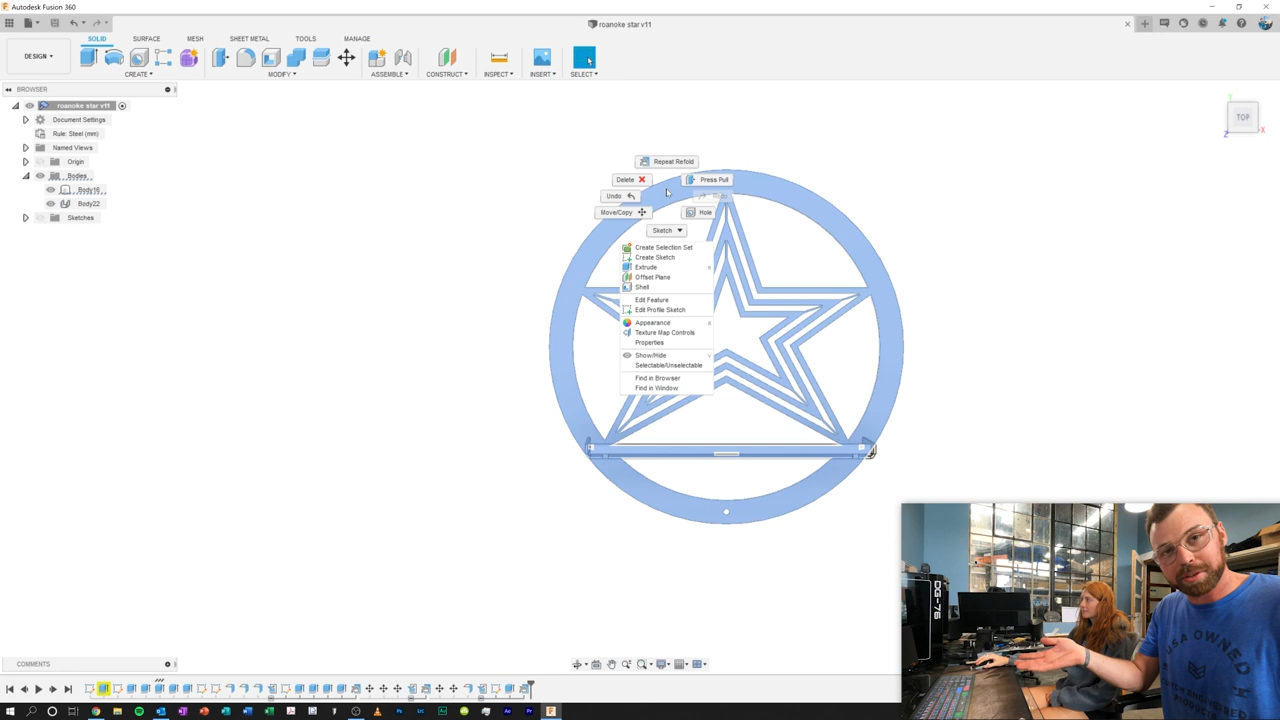 Autodesk Fusion 360
roanoke star v11
DESIGN
SOLID
SURFACE
MESH
SHEET METAL
TOOLS
MANAGE
CREATE
MODIFY
ASSEMBLE
CONSTRUCT
INSPECT
INSERT
SELECT
BROWSER
roanoke star v11
Document Settings
Rule: Steel (mm)
Named Views
Origin
Bodies
Body16
Body22
Sketches
TOP
X
Y
Z
Repeat Refold
Delete
Press Pull
Undo
Move/Copy
Hole
Sketch
Create Selection Set
Create Sketch
Extrude
Offset Plane
Shell
Edit Feature
Edit Profile Sketch
Appearance
Texture Map Controls
Properties
Show/Hide
Selectable/Unselectable
Find in Browser
Find in Window
DG-76
USA OWNED
COMMENTS